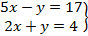 5x − y = 17
2x + y = 4 }